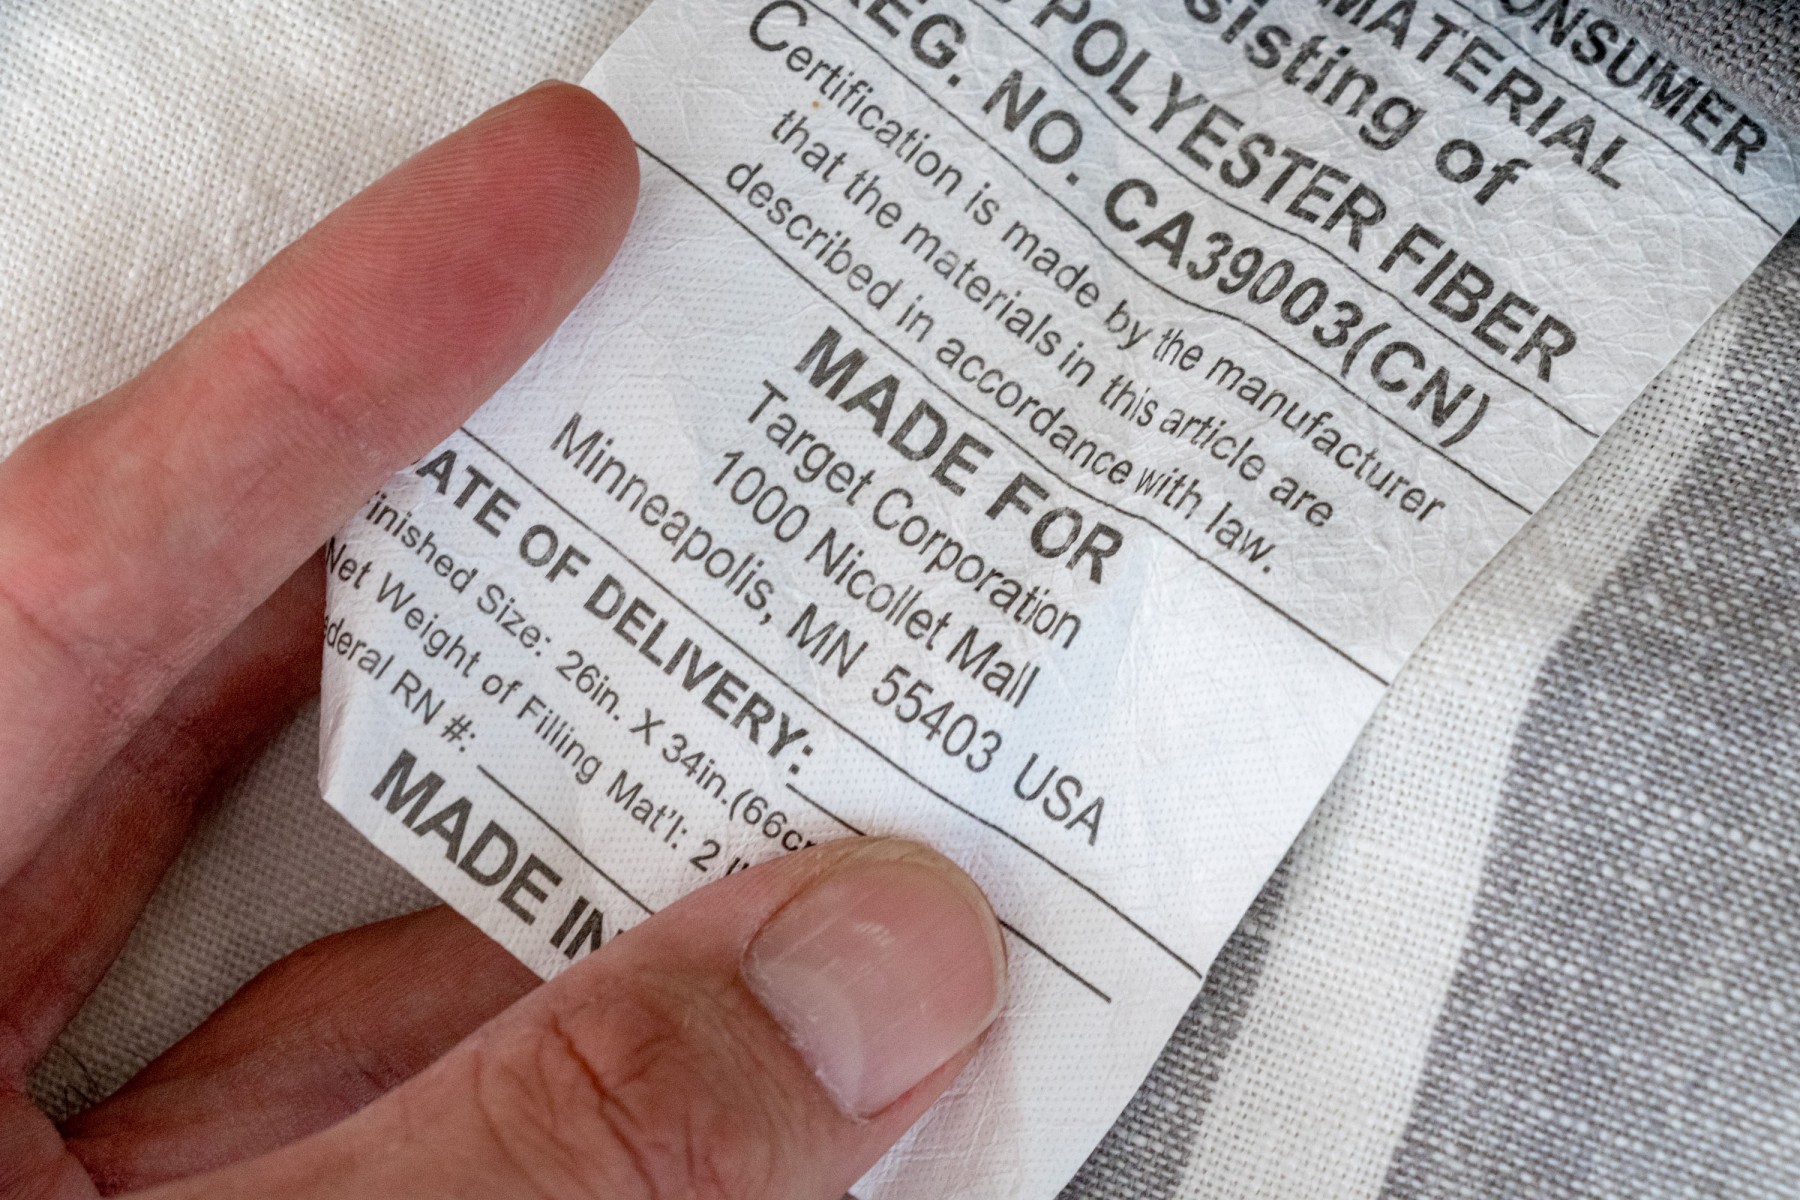 CONSUMER
MATERIAL
sisting of
POLYESTER FIBER
REG. NO. CA39003(CN)
Certification is made by the manufacturer
that the materials in this article are
described in accordance with law.
MADE FOR
Target Corporation
1000 Nicollet Mall
Minneapolis, MN 55403 USA
DATE OF DELIVERY:
Finished Size: 26in. X 34in.(66c
Net Weight of Filling Mat'l: 2
ederal RN #:
MADE IN